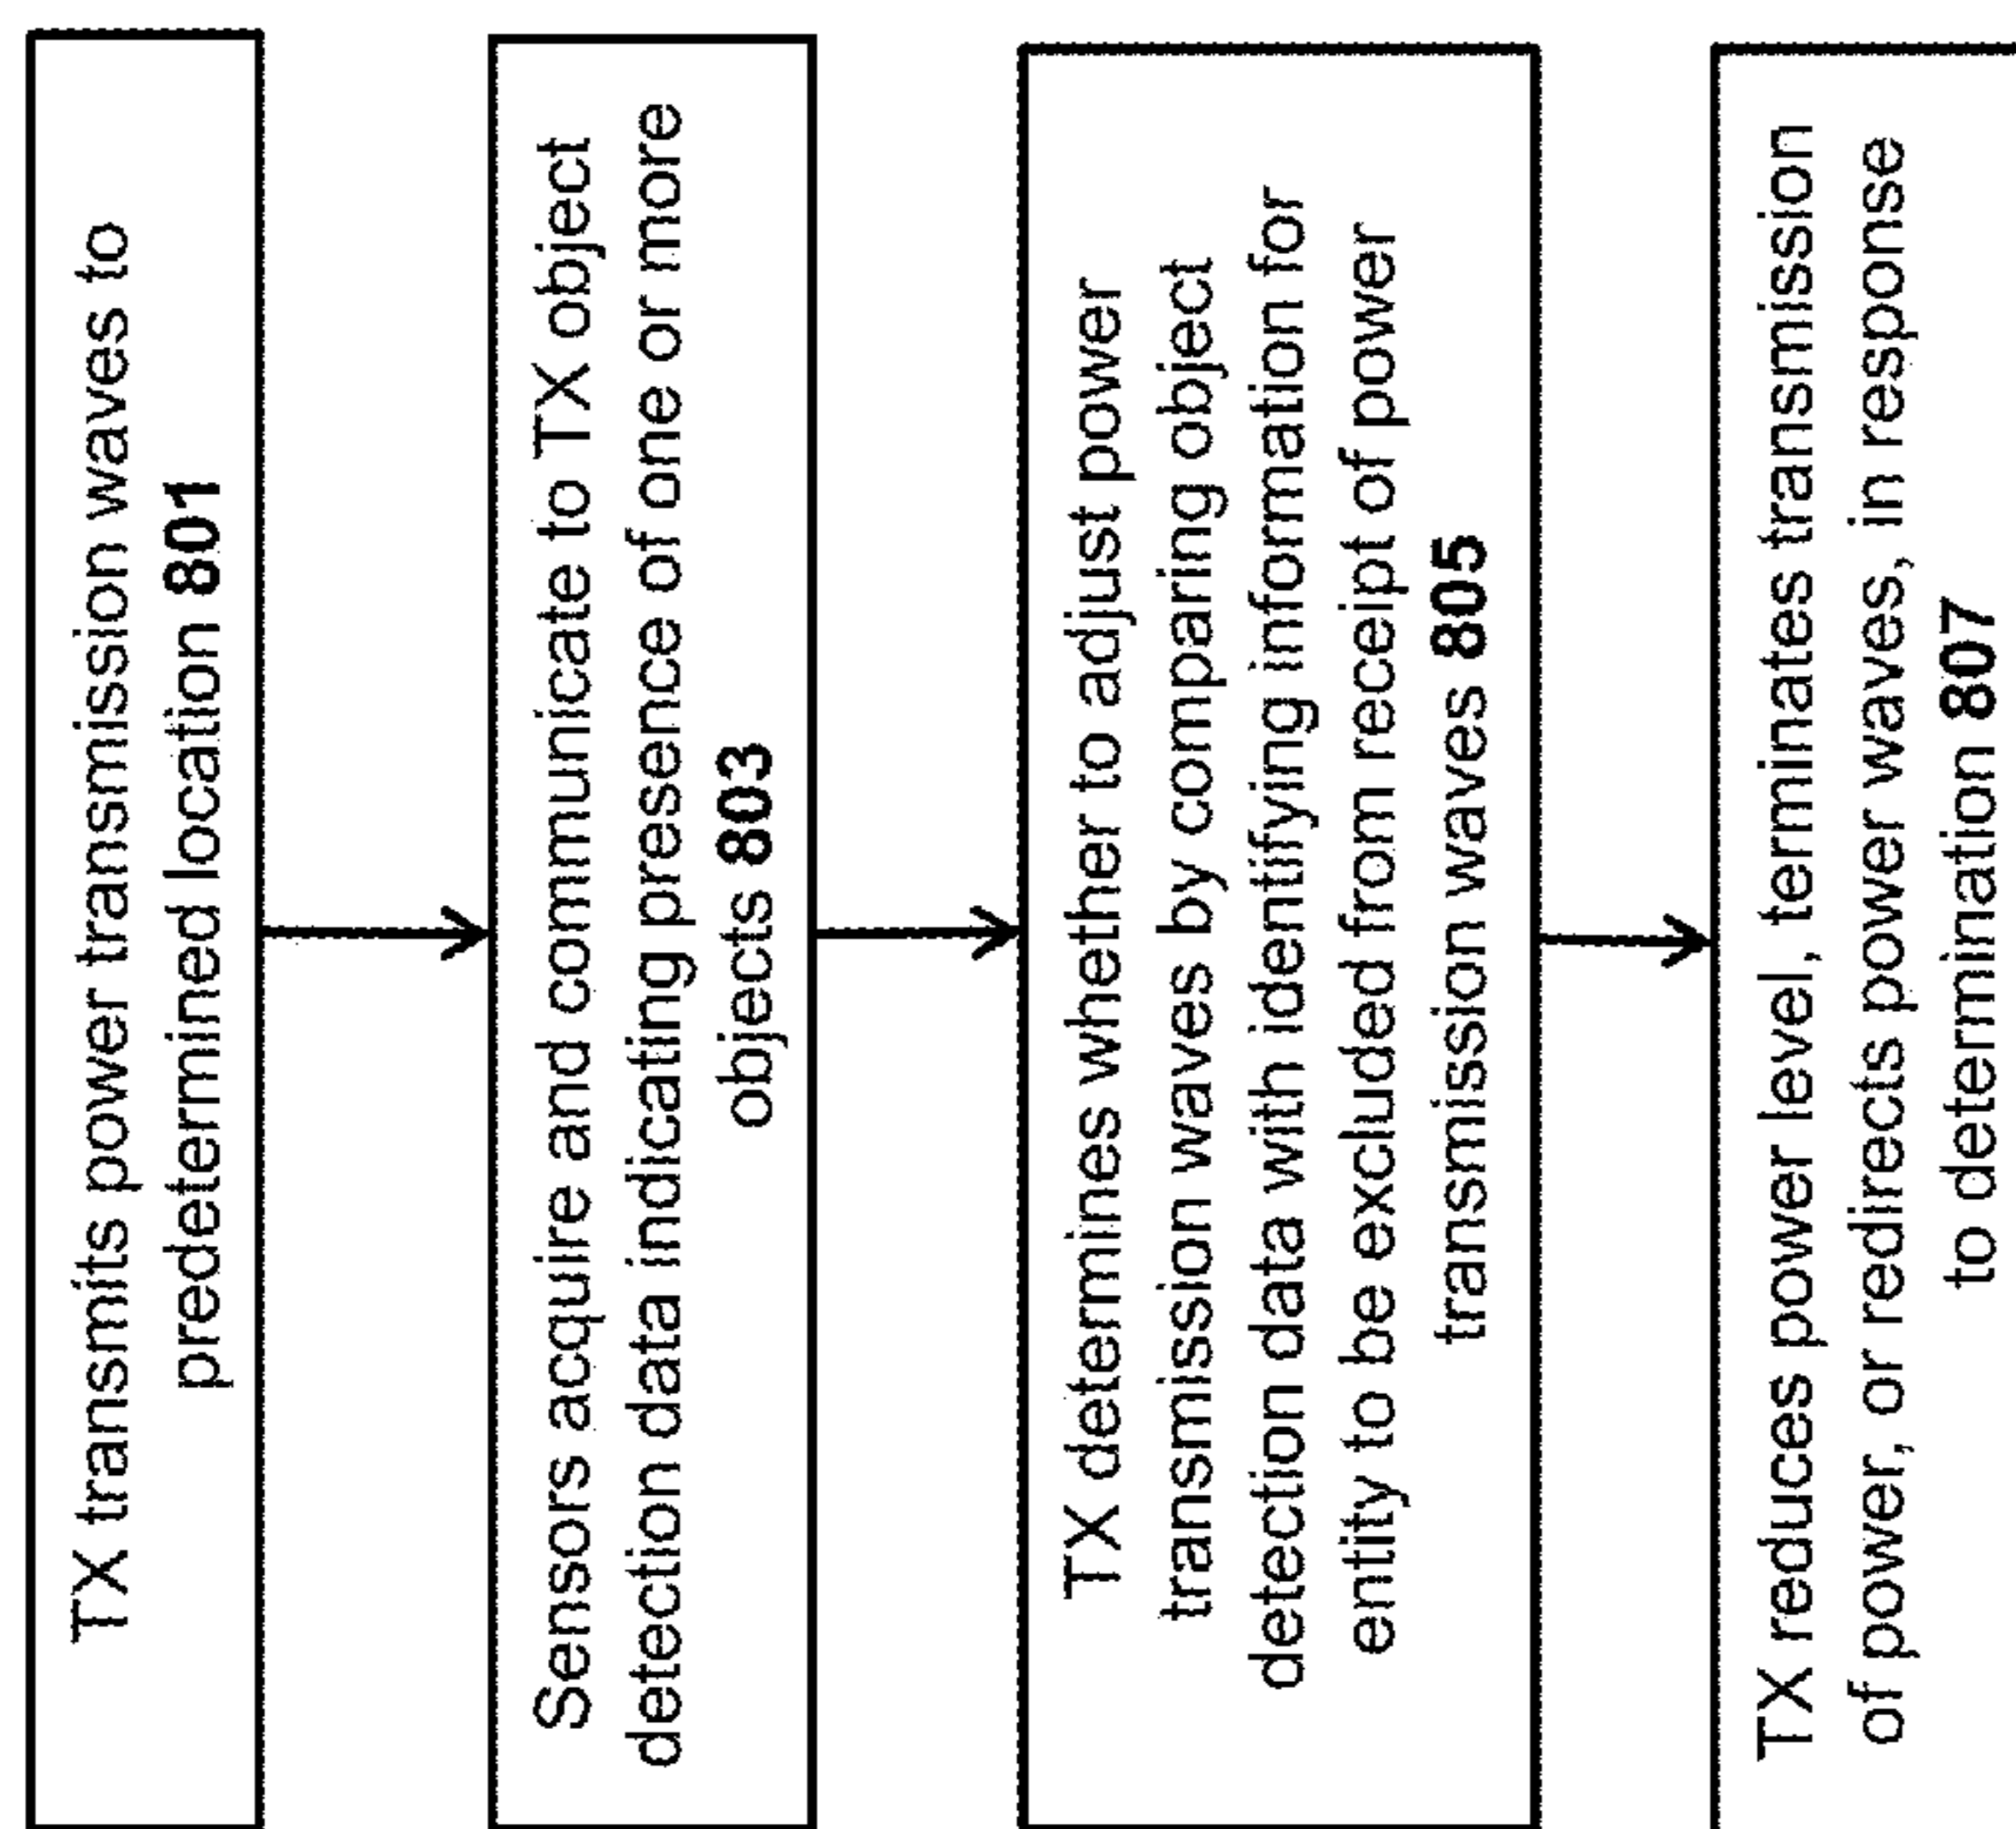 TX transmits power transmission waves to
predetermined location 801
Sensors acquire and communicate to TX object
detection data indicating presence of one or more
objects 803
TX determines whether to adjust power
transmission waves by comparing object
detection data with identifying information for
entity to be excluded from receipt of power
transmission waves 805
TX reduces power level, terminates transmission
of power, or redirects power waves, in response
to determination 807